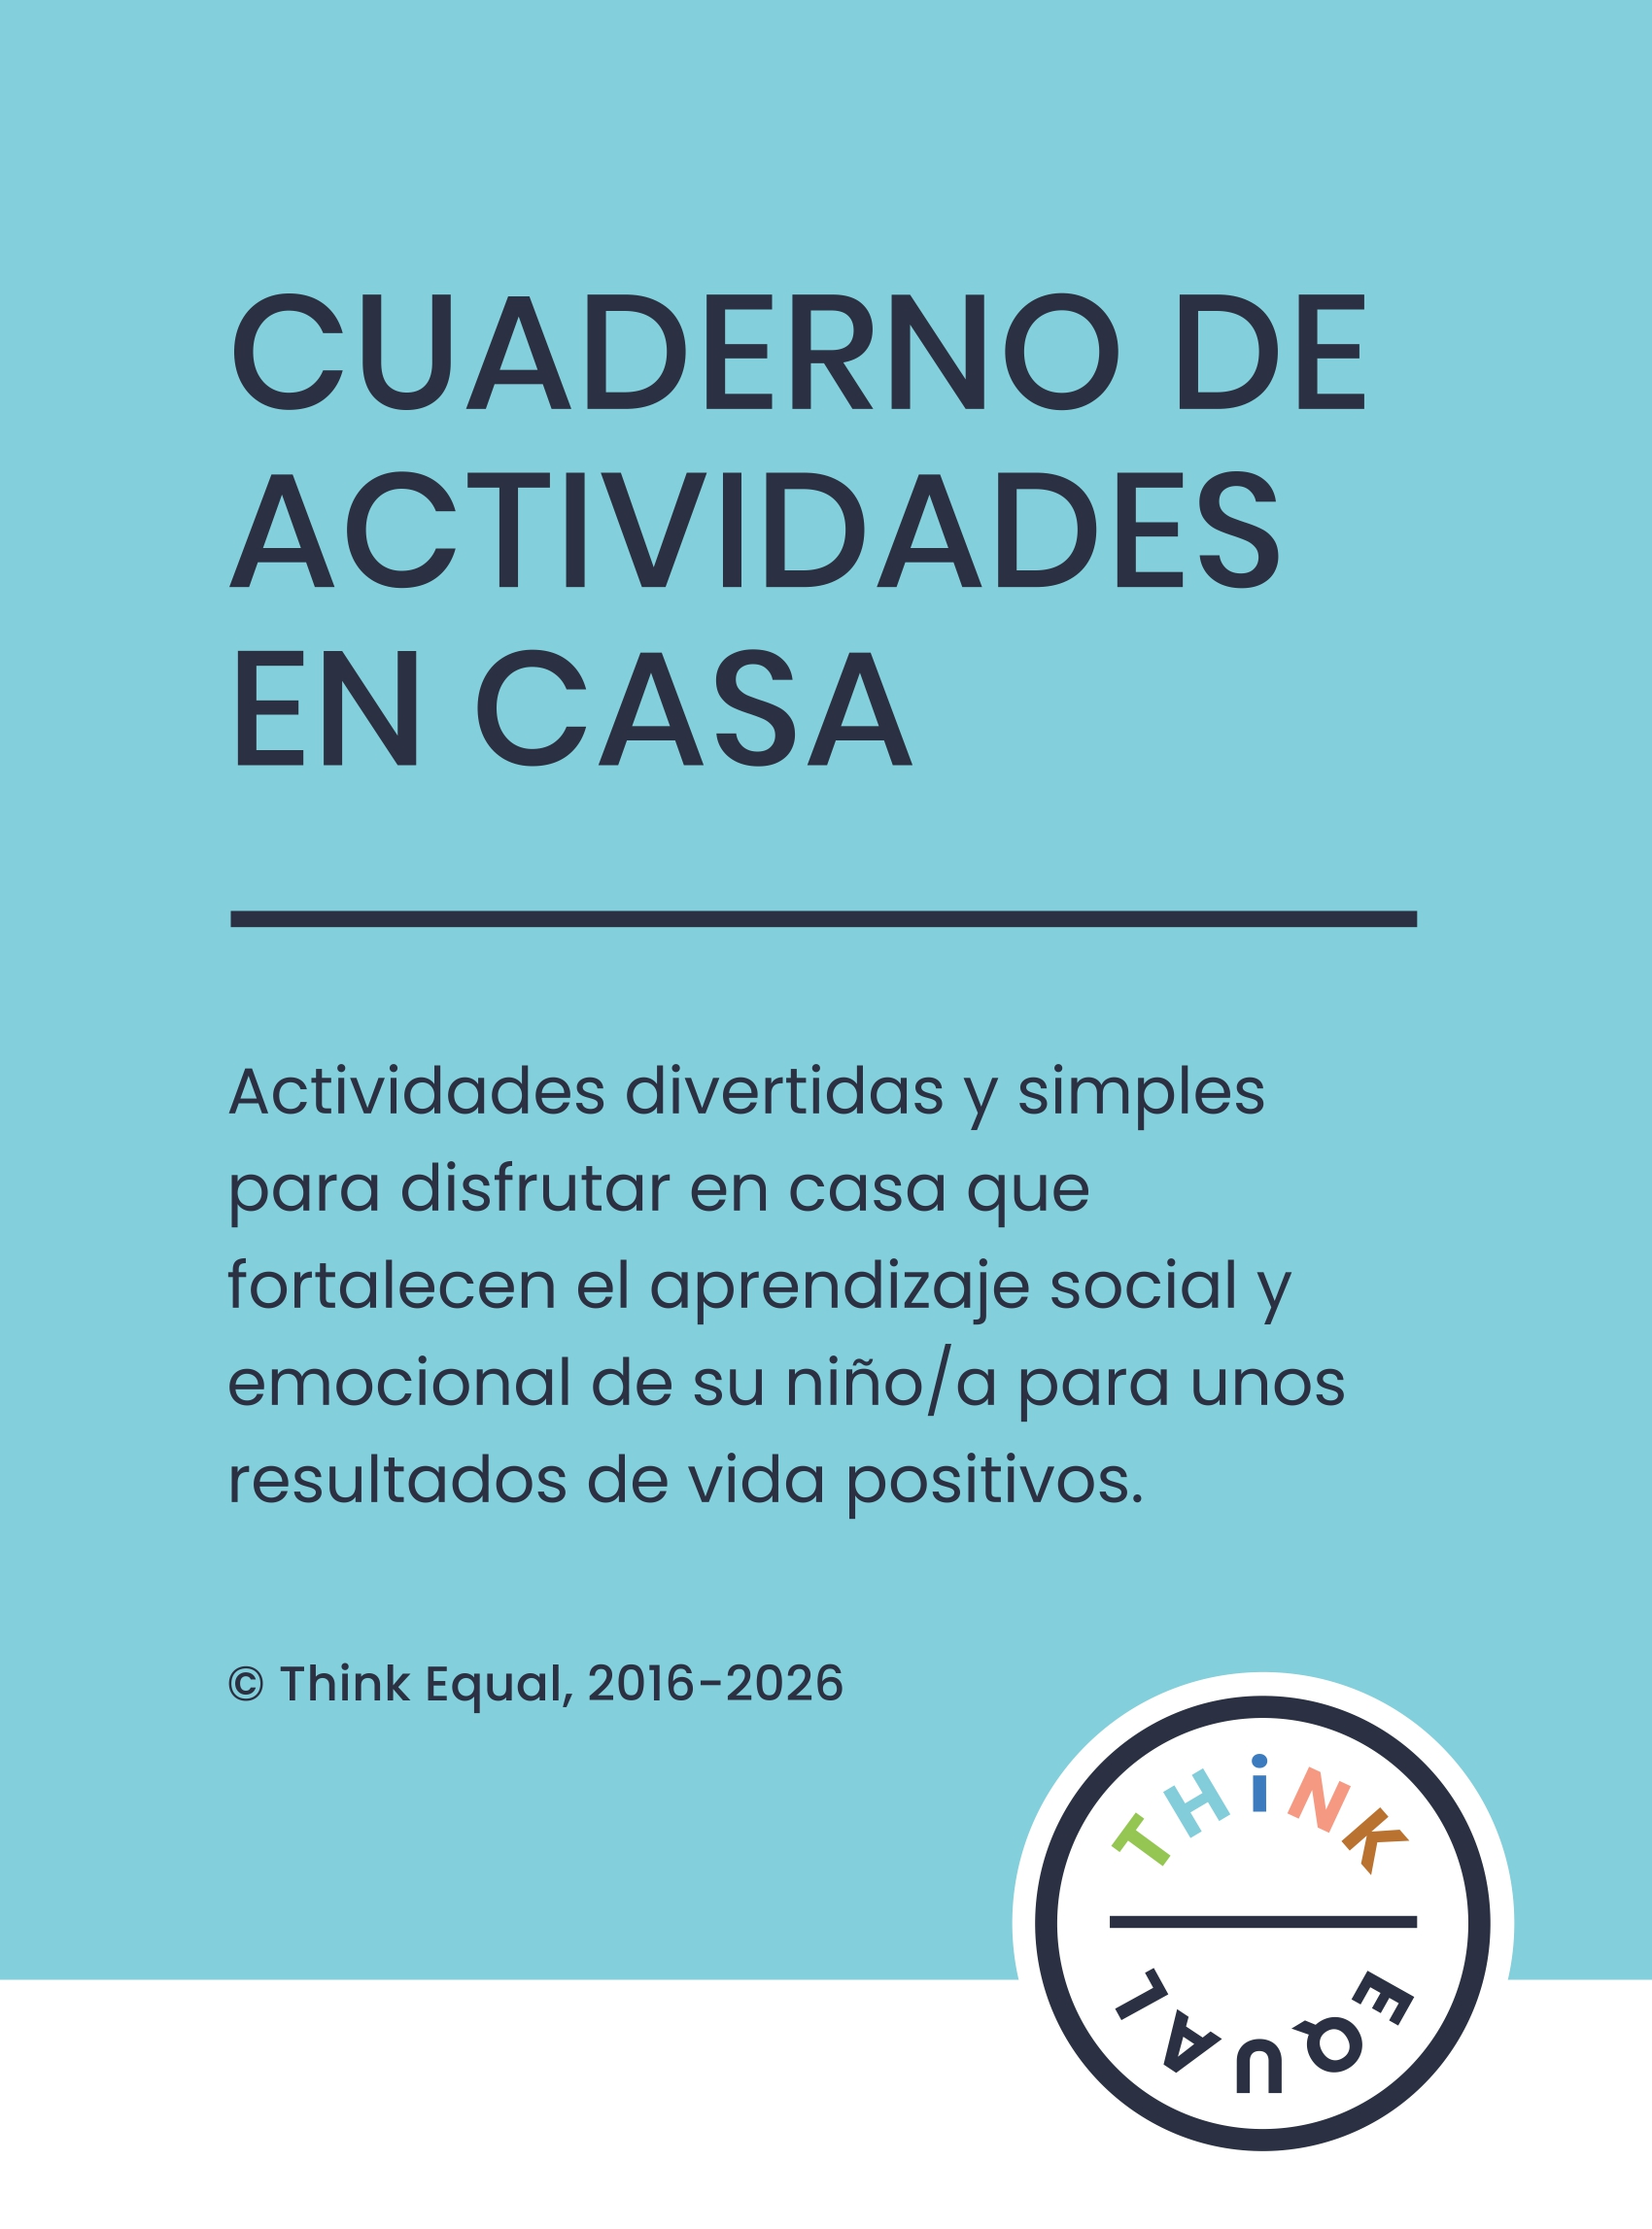 CUADERNO DE
ACTIVIDADES
EN CASA
Actividades divertidas y simples
para disfrutar en casa que
fortalecen el aprendizaje social y
emocional de su niño/a para unos
resultados de vida positivos.
© Think Equal, 2016-2026
THiNK
EQUAL